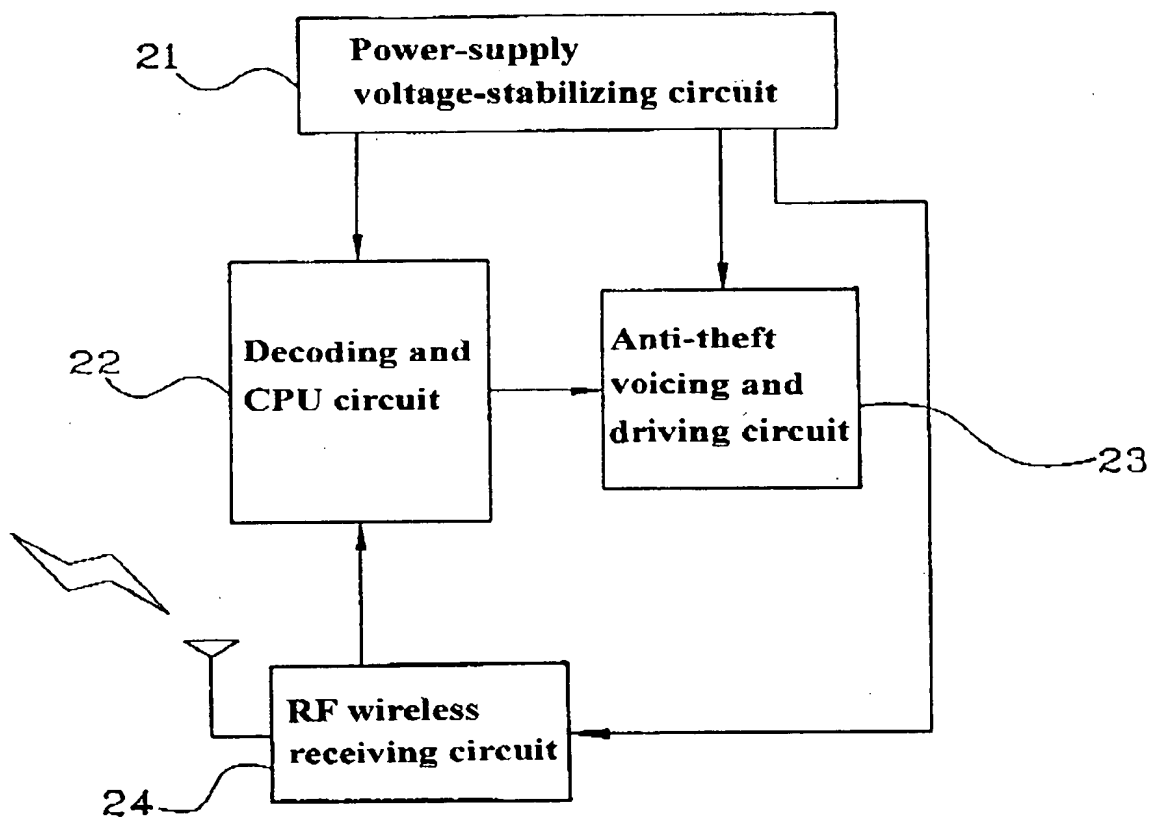 21
Power-supply
voltage-stabilizing circuit
22
Decoding and
CPU circuit
Anti-theft
voicing and
driving circuit
23
RF wireless
receiving circuit
24